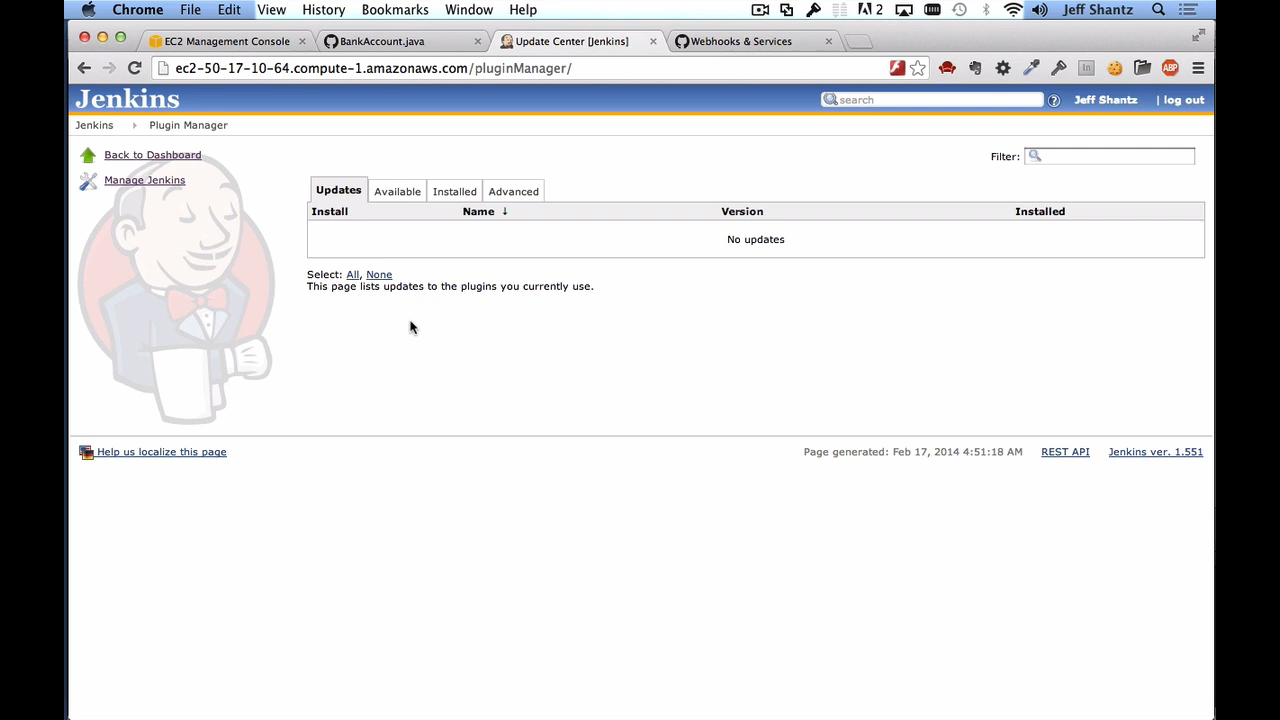 Chrome File Edit View History Bookmarks Window Help 2 Jeff Shantz
EC2 Management Console × BankAccount.java × Update Center [Jenkins] × Webhooks & Services ×
ec2-50-17-10-64.compute-1.amazonaws.com/pluginManager/ in ABP
Jenkins search ? Jeff Shantz | log out
Jenkins Plugin Manager
Back to Dashboard
Manage Jenkins
Filter:
Updates Available Installed Advanced
Install Name ↓ Version Installed
No updates
Select: All, None
This page lists updates to the plugins you currently use.
Help us localize this page Page generated: Feb 17, 2014 4:51:18 AM REST API Jenkins ver. 1.551